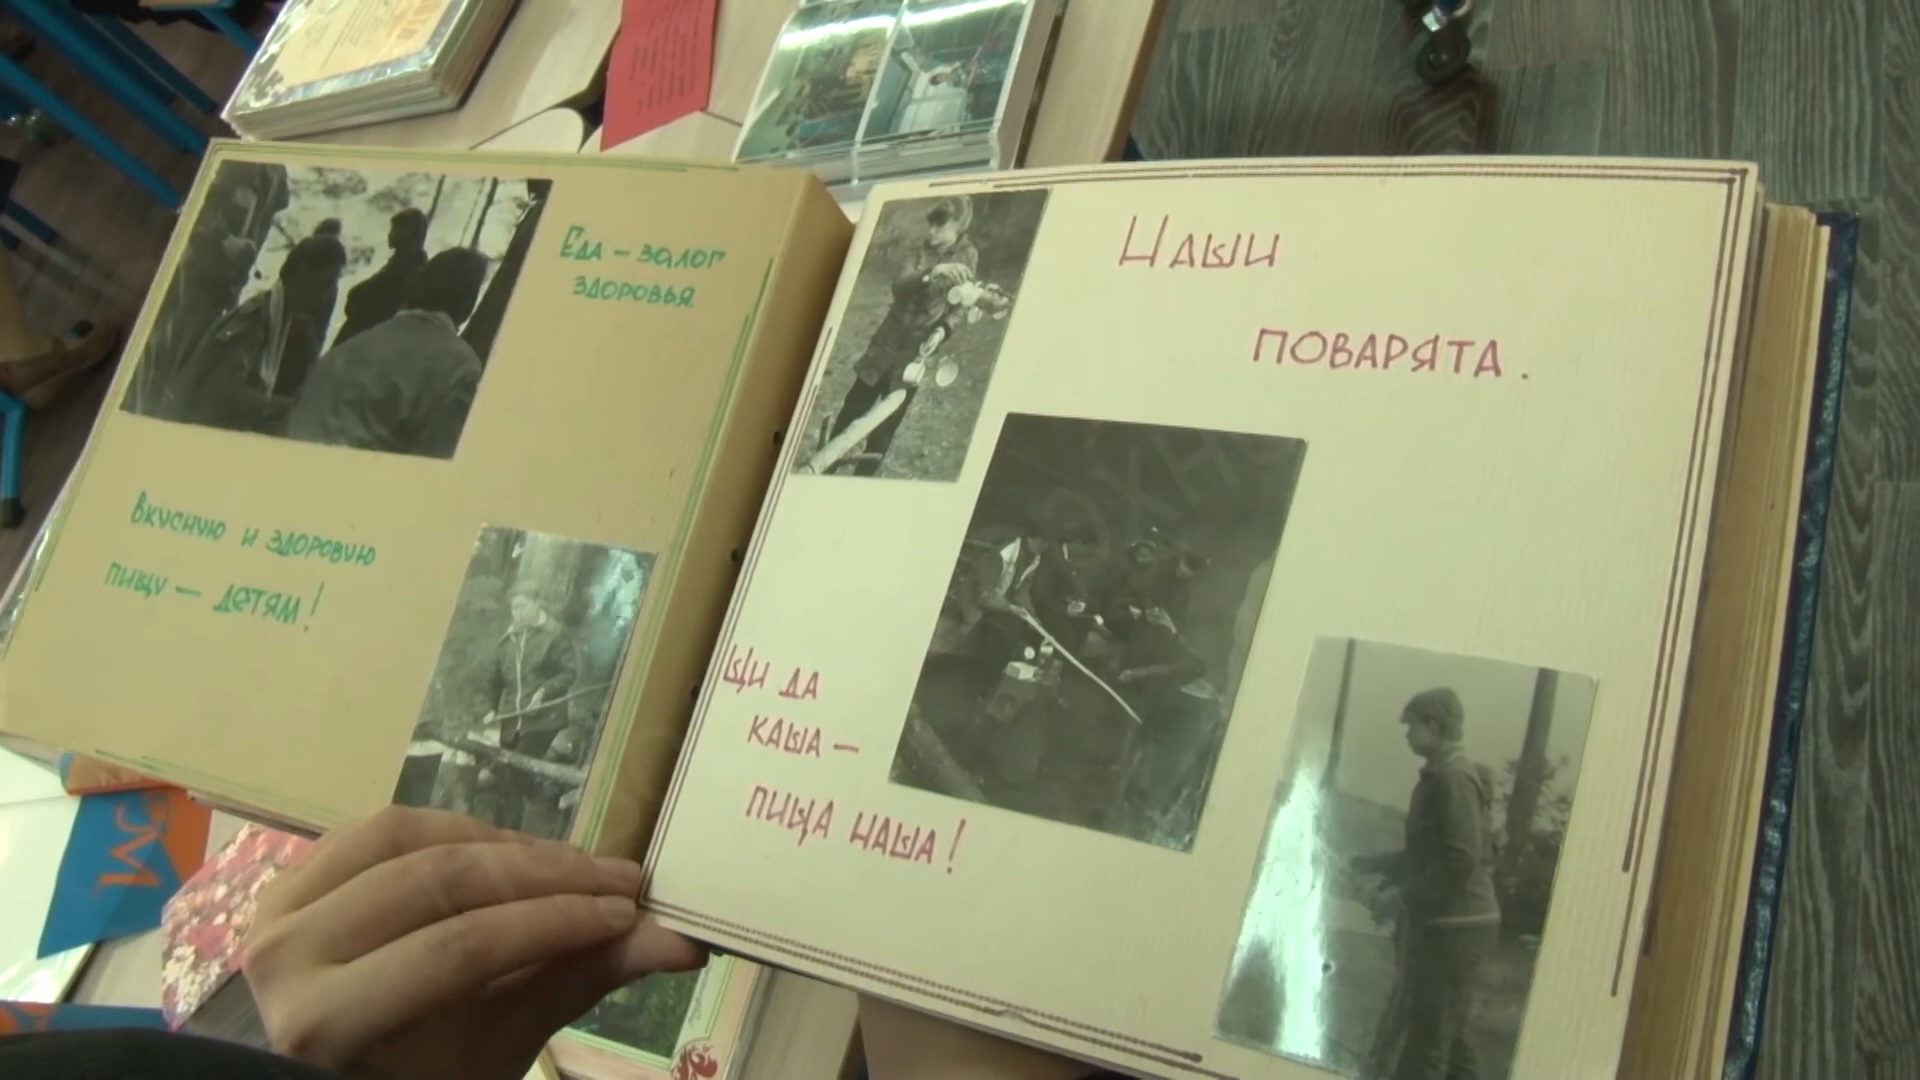 Еда – залог
здоровья.
Вкусную и здоровую
пищу – детям!
Наши
поварята.
Щи да
каша –
пища наша!